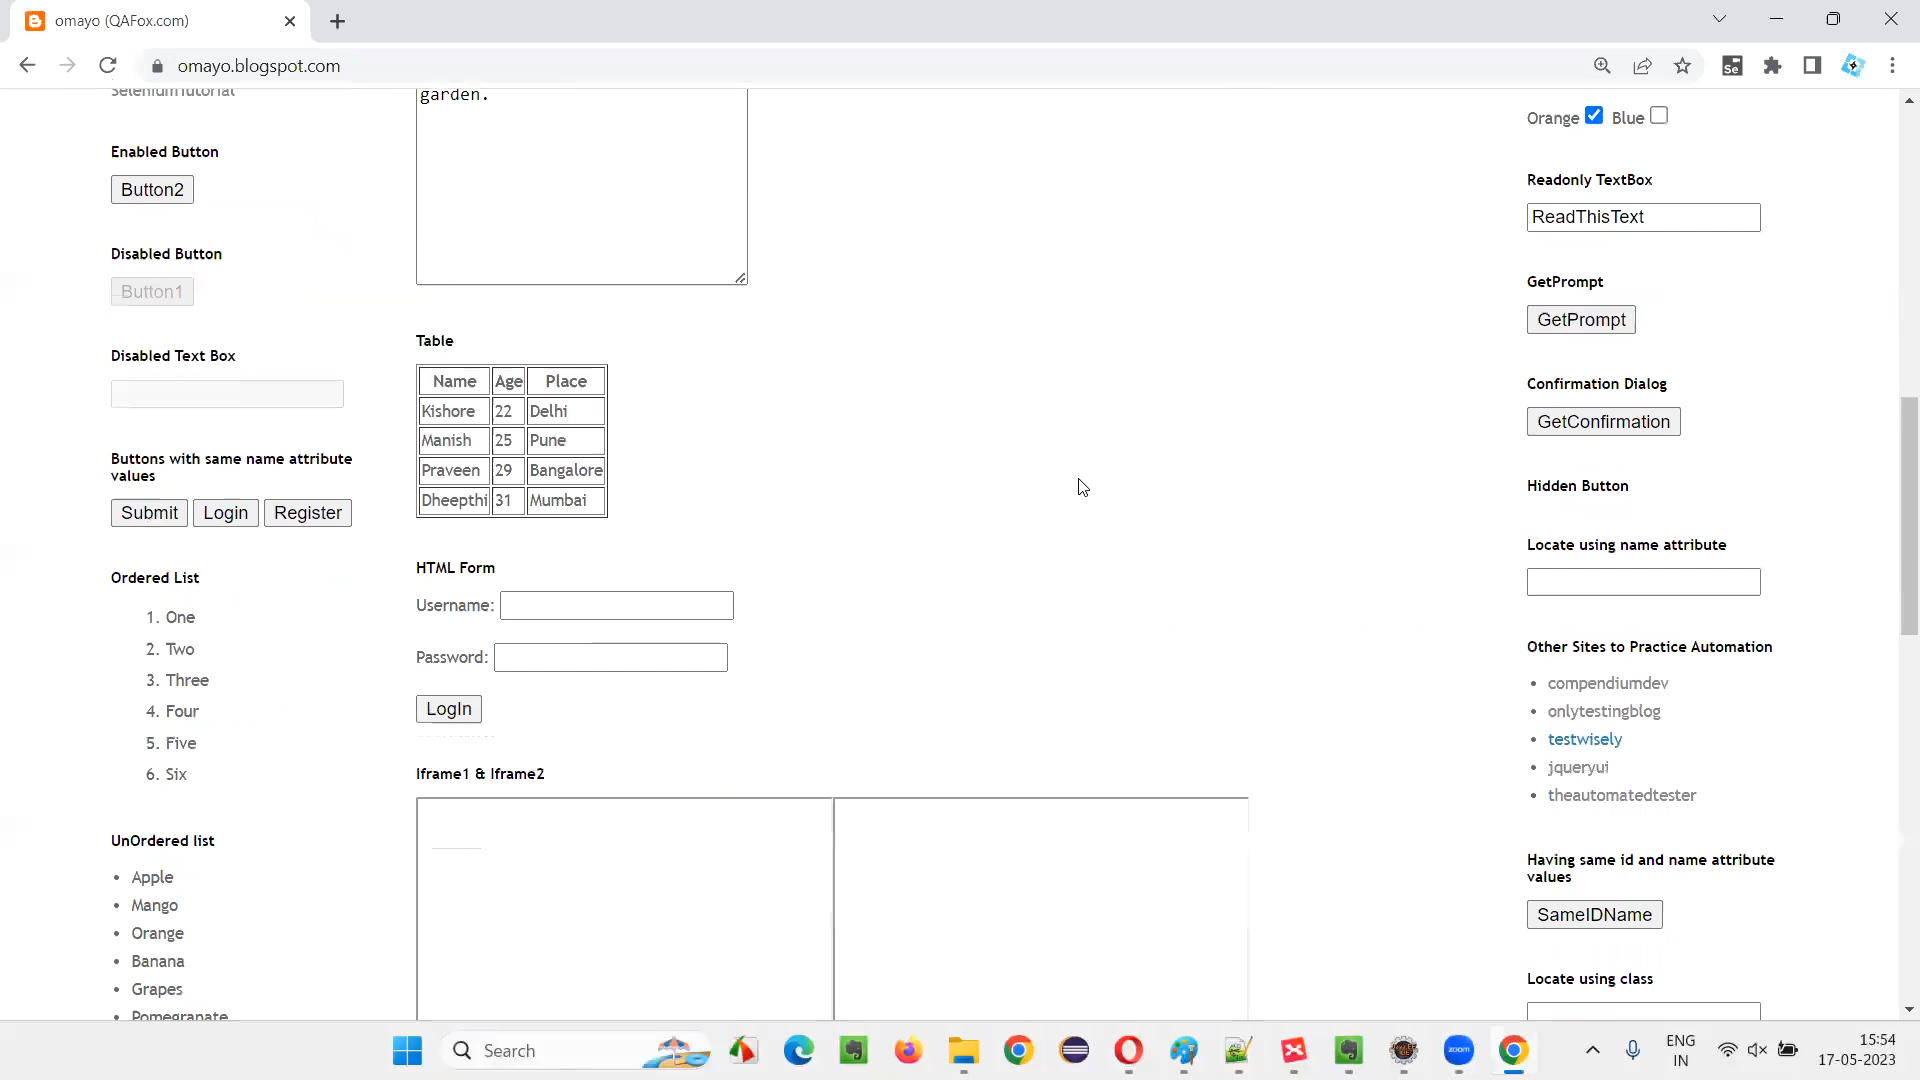 omayo (QAFox.com)
omayo.blogspot.com
SeleniumTutorial
Enabled Button
Button2
Disabled Button
Button1
Disabled Text Box
Buttons with same name attribute
values
Submit Login Register
Ordered List
1. One
2. Two
3. Three
4. Four
5. Five
6. Six
UnOrdered list
• Apple
• Mango
• Orange
• Banana
• Grapes
• Pomegranate
garden.
Table
Name Age Place
Kishore 22 Delhi
Manish 25 Pune
Praveen 29 Bangalore
Dheepthi 31 Mumbai
HTML Form
Username:
Password:
LogIn
Iframe1 & Iframe2
Orange Blue
Readonly TextBox
ReadThisText
GetPrompt
GetPrompt
Confirmation Dialog
GetConfirmation
Hidden Button
Locate using name attribute
Other Sites to Practice Automation
• compendiumdev
• onlytestingblog
• testwisely
• jqueryui
• theautomatedtester
Having same id and name attribute
values
SameIDName
Locate using class
Search
zoom
ENG
IN
15:54
17-05-2023
Se